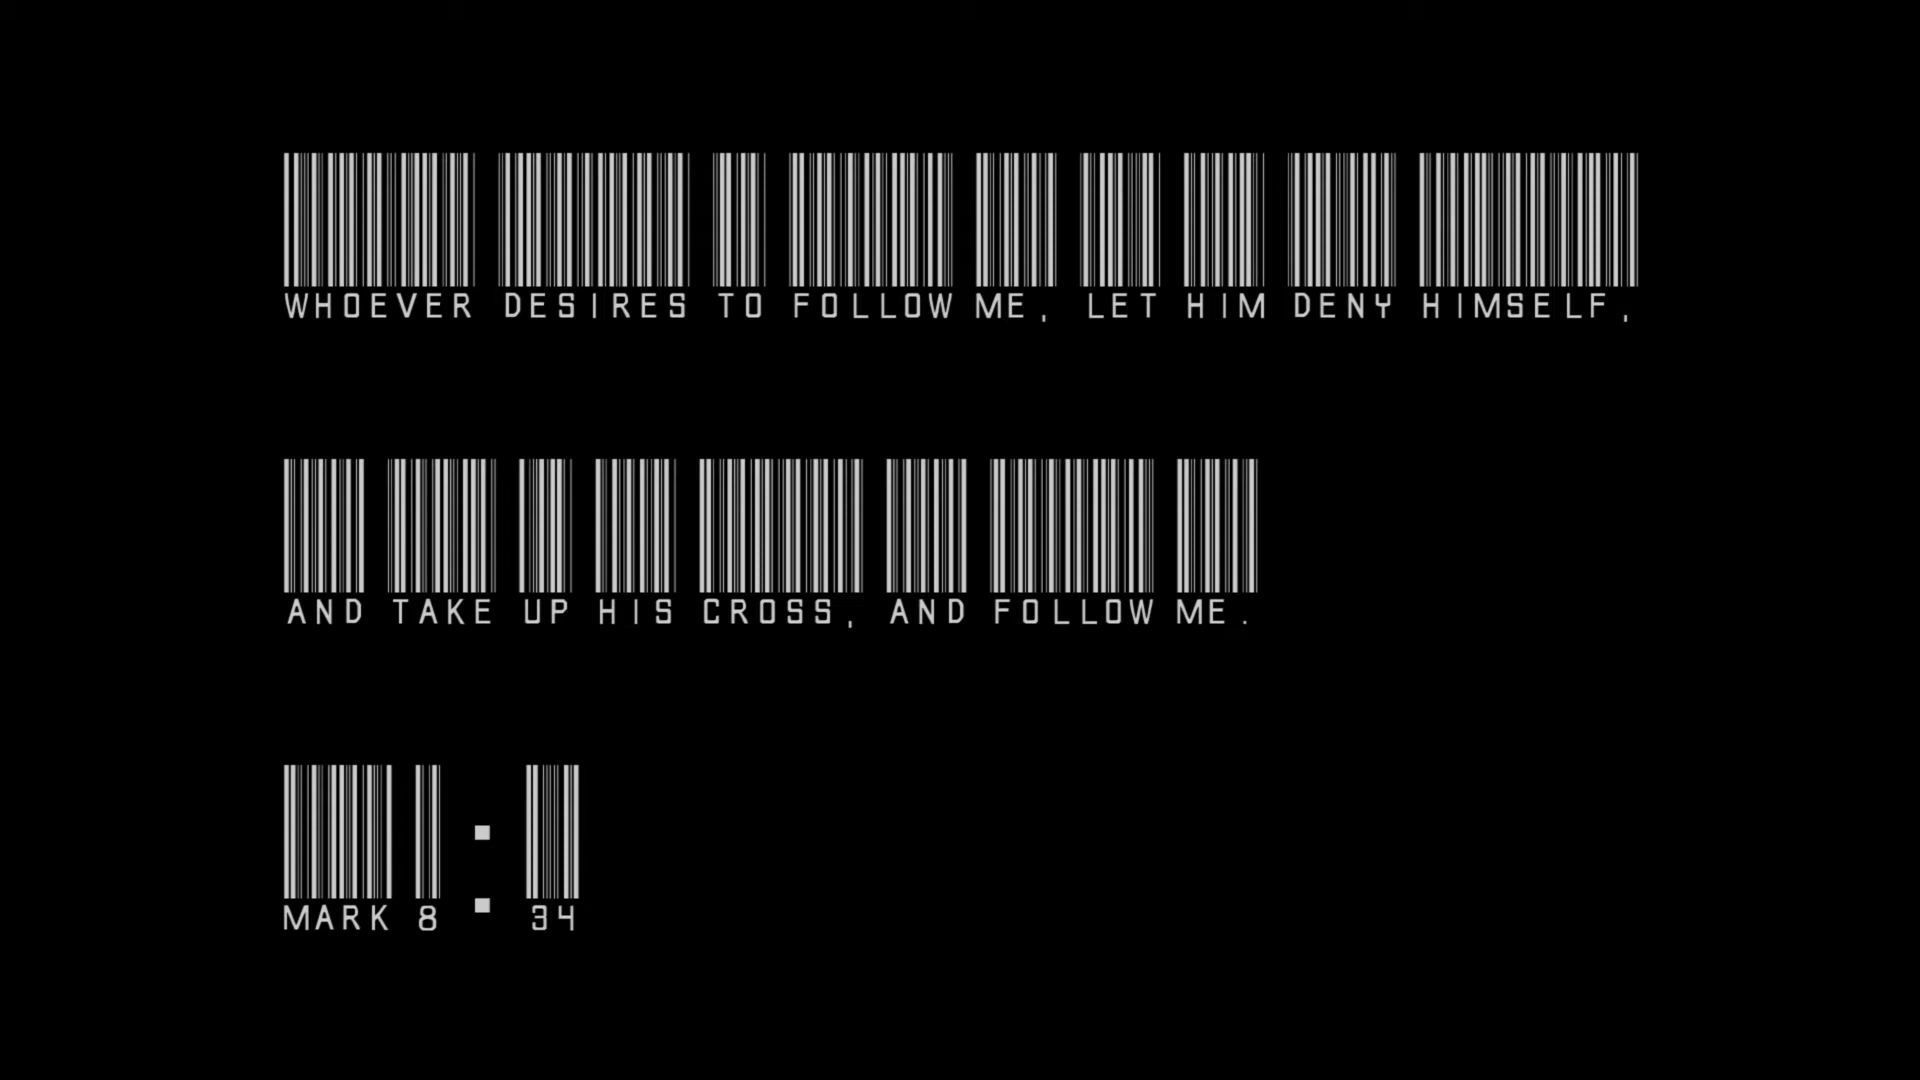 WHOEVER DESIRES TO FOLLOW ME, LET HIM DENY HIMSELF,
AND TAKE UP HIS CROSS, AND FOLLOW ME.
MARK 8 : 34